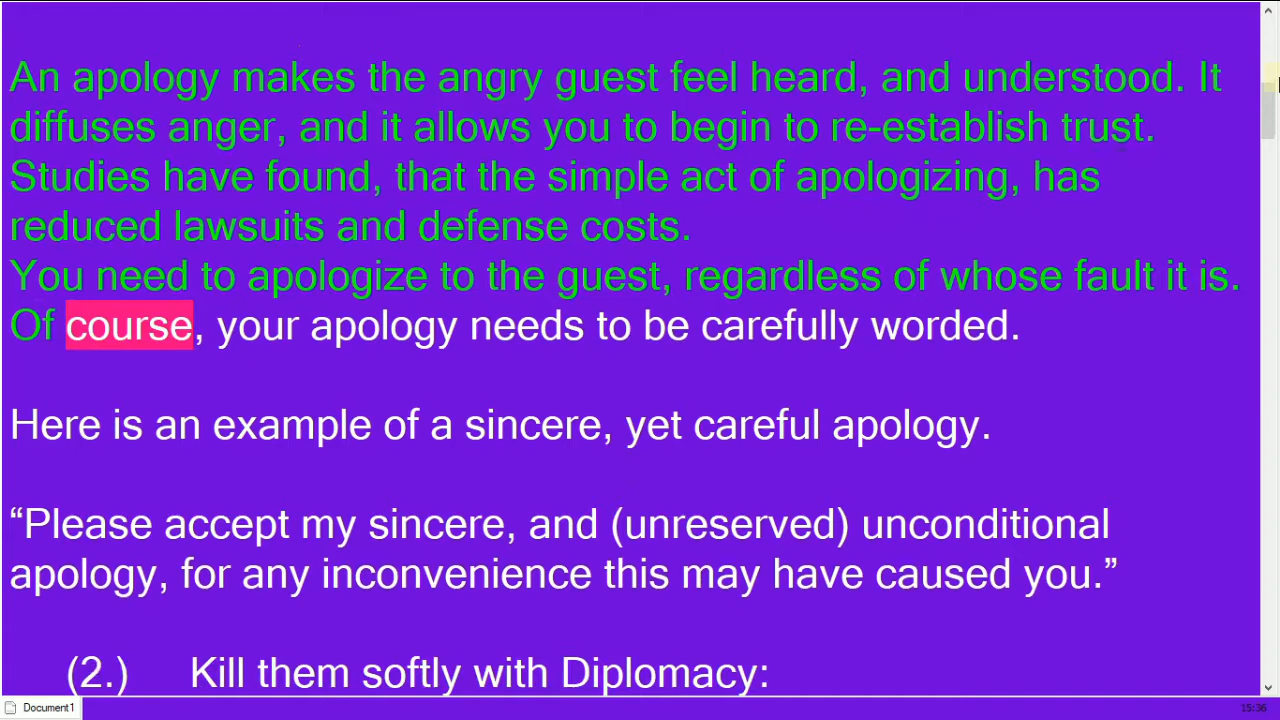 An apology makes the angry guest feel heard, and understood. It
diffuses anger, and it allows you to begin to re-establish trust.
Studies have found, that the simple act of apologizing, has
reduced lawsuits and defense costs.
You need to apologize to the guest, regardless of whose fault it is.
Of course, your apology needs to be carefully worded.
Here is an example of a sincere, yet careful apology.
“Please accept my sincere, and (unreserved) unconditional
apology, for any inconvenience this may have caused you.”
(2.) Kill them softly with Diplomacy:
Document1
15:36